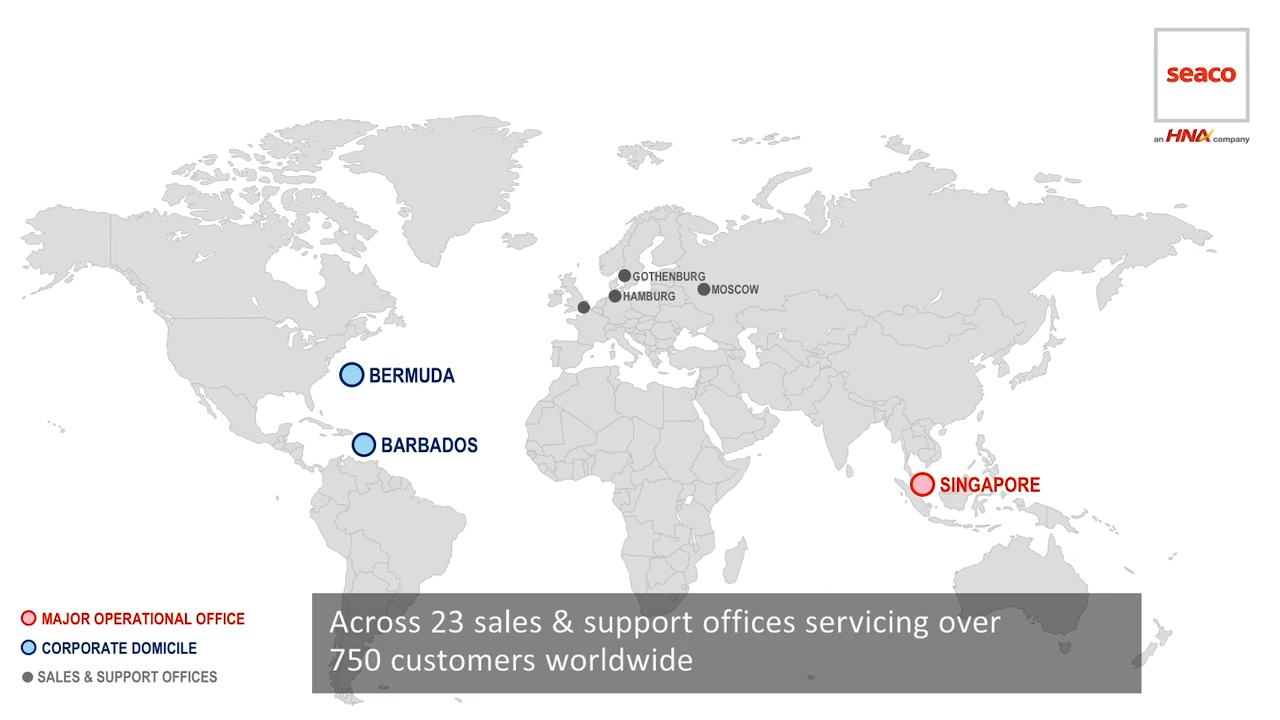 seaco
an HNA company
GOTHENBURG
MOSCOW
HAMBURG
BERMUDA
BARBADOS
SINGAPORE
MAJOR OPERATIONAL OFFICE
CORPORATE DOMICILE
SALES & SUPPORT OFFICES
Across 23 sales & support offices servicing over
750 customers worldwide